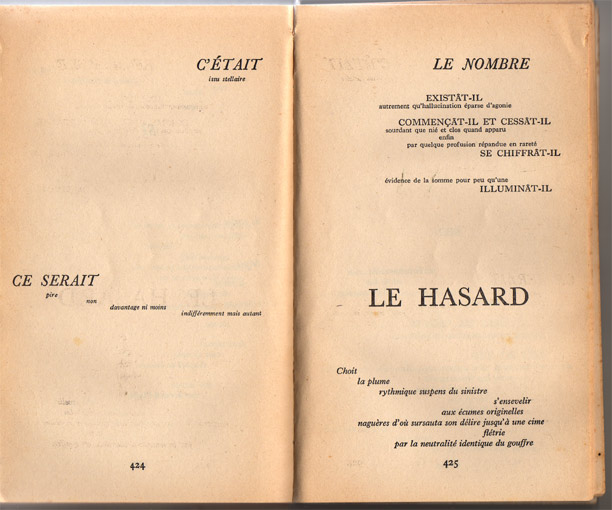 C'ÉTAIT
issu stellaire
CE SERAIT
pire
non
davantage ni moins
indifféremment mais autant
424
LE NOMBRE
EXISTÂT-IL
autrement qu'hallucination éparse d'agonie
COMMENÇÂT-IL ET CESSÂT-IL
sourdant que nié et clos quand apparu
enfin
par quelque profusion répandue en rareté
SE CHIFFRÂT-IL
évidence de la somme pour peu qu'une
ILLUMINÂT-IL
LE HASARD
Choit
la plume
rythmique suspens du sinistre
s'ensevelir
aux écumes originelles
naguères d'où sursauta son délire jusqu'à une cime
flétrie
par la neutralité identique du gouffre
425